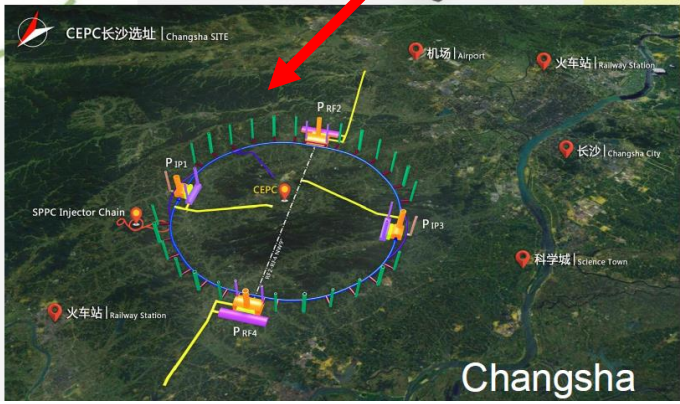 CEPC长沙选址 | Changsha SITE
机场 | Airport
火车站 | Railway Station
P RF2
长沙 | Changsha City
P IP1
CEPC
SPPC Injector Chain
P IP3
科学城 | Science Town
火车站 | Railway Station
P RF4
Changsha